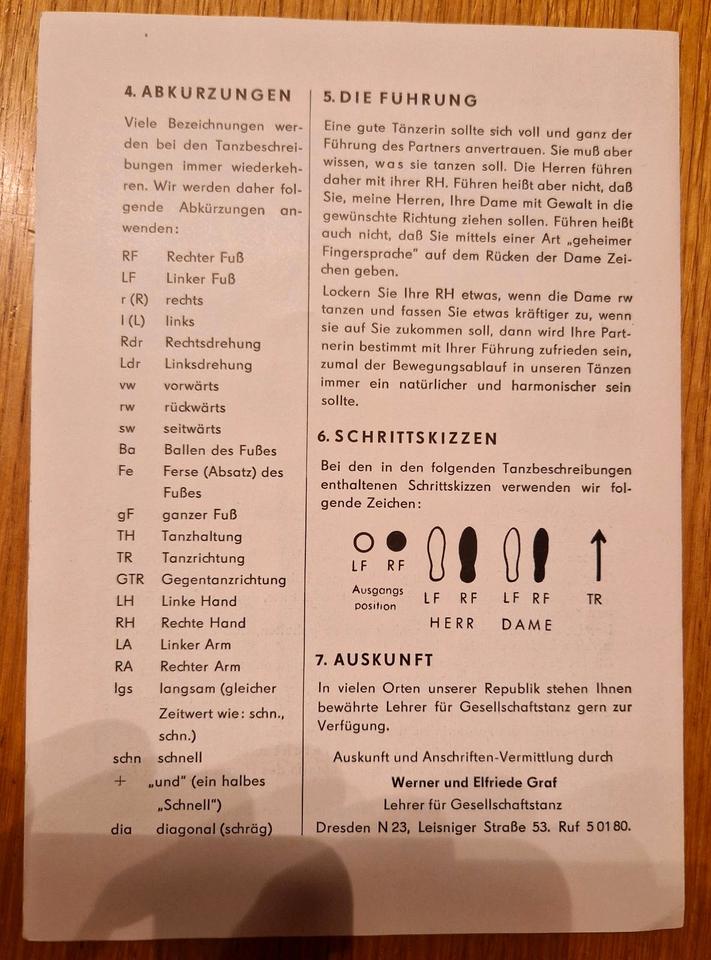 4. ABKURZUNGEN
Viele Bezeichnungen wer-
den bei den Tanzbeschrei-
bungen immer wiederkeh-
ren. Wir werden daher fol-
gende Abkürzungen an-
wenden:
RF Rechter Fuß
LF Linker Fuß
r (R) rechts
l (L) links
Rdr Rechtsdrehung
Ldr Linksdrehung
vw vorwärts
rw rückwärts
sw seitwärts
Ba Ballen des Fußes
Fe Ferse (Absatz) des
Fußes
gF ganzer Fuß
TH Tanzhaltung
TR Tanzrichtung
GTR Gegentanzrichtung
LH Linke Hand
RH Rechte Hand
LA Linker Arm
RA Rechter Arm
lgs langsam (gleicher
Zeitwert wie: schn.,
schn.)
schn schnell
+ „und" (ein halbes
„Schnell")
dia diagonal (schräg)
5. DIE FUHRUNG
Eine gute Tänzerin sollte sich voll und ganz der
Führung des Partners anvertrauen. Sie muß aber
wissen, was sie tanzen soll. Die Herren führen
daher mit ihrer RH. Führen heißt aber nicht, daß
Sie, meine Herren, Ihre Dame mit Gewalt in die
gewünschte Richtung ziehen sollen. Führen heißt
auch nicht, daß Sie mittels einer Art „geheimer
Fingersprache" auf dem Rücken der Dame Zei-
chen geben.
Lockern Sie Ihre RH etwas, wenn die Dame rw
tanzen und fassen Sie etwas kräftiger zu, wenn
sie auf Sie zukommen soll, dann wird Ihre Part-
nerin bestimmt mit Ihrer Führung zufrieden sein,
zumal der Bewegungsablauf in unseren Tänzen
immer ein natürlicher und harmonischer sein
sollte.
6. SCHRITTSKIZZEN
Bei den in den folgenden Tanzbeschreibungen
enthaltenen Schrittskizzen verwenden wir fol-
gende Zeichen:
LF RF
Ausgangs
position
LF RF LF RF TR
HERR DAME
7. AUSKUNFT
In vielen Orten unserer Republik stehen Ihnen
bewährte Lehrer für Gesellschaftstanz gern zur
Verfügung.
Auskunft und Anschriften-Vermittlung durch
Werner und Elfriede Graf
Lehrer für Gesellschaftstanz
Dresden N 23, Leisniger Straße 53. Ruf 5 01 80.